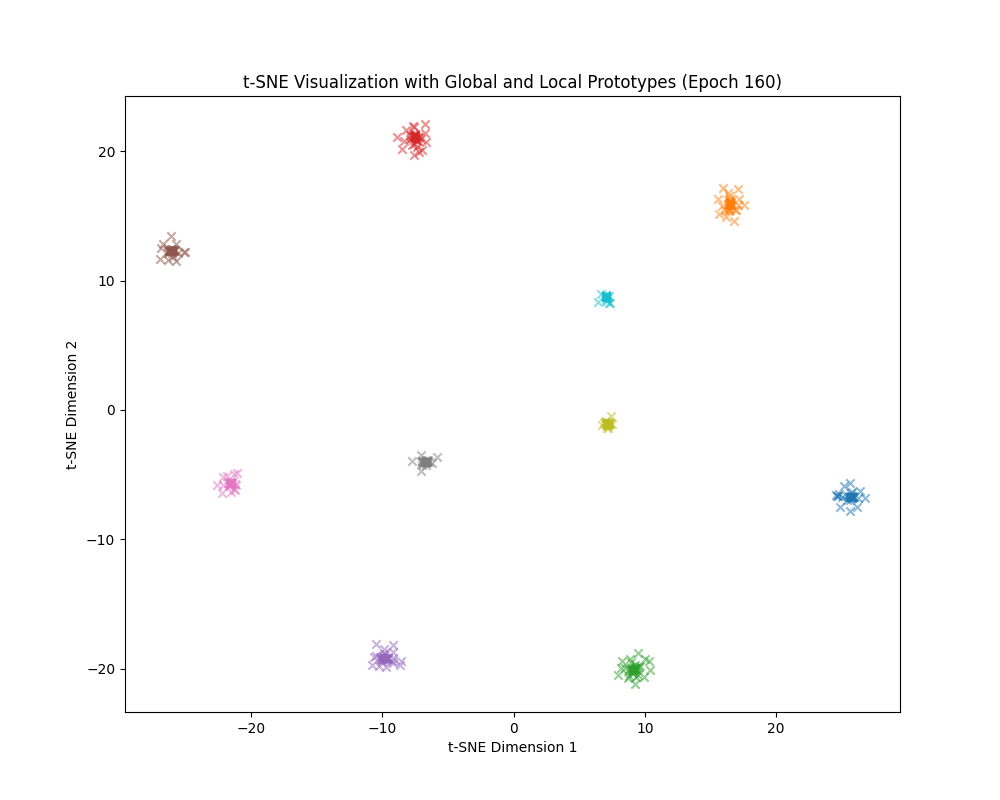 t-SNE Visualization with Global and Local Prototypes (Epoch 160)
20
10
0
−10
−20
t-SNE Dimension 2
−20 −10 0 10 20
t-SNE Dimension 1